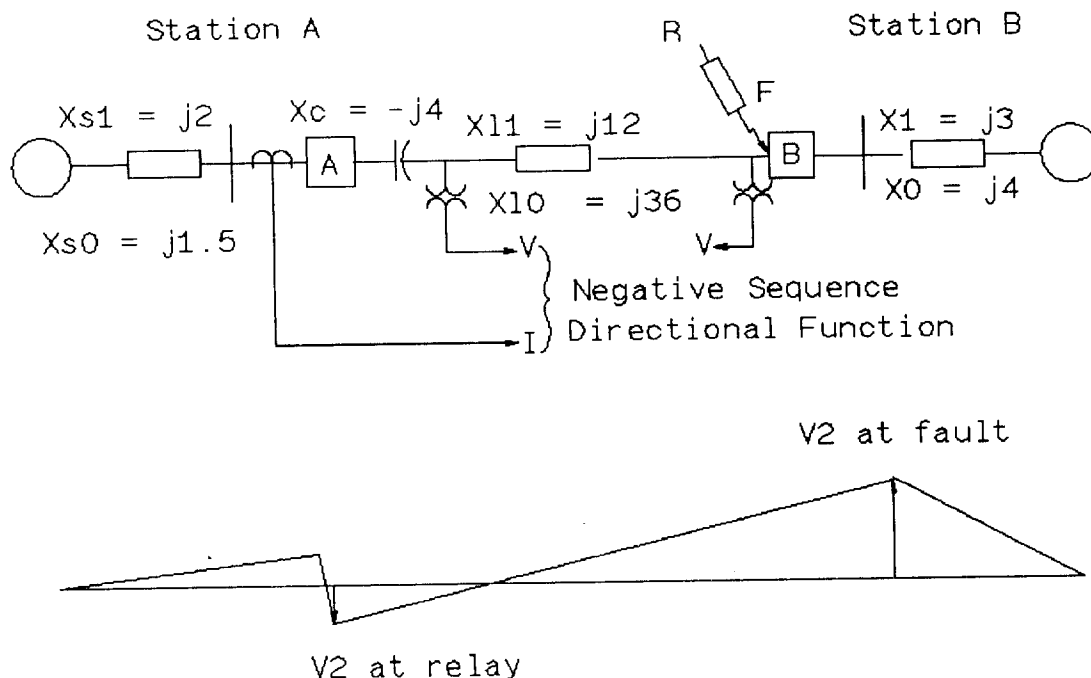 Station A
Station B
R
F
Xs1 = j2
Xc = -j4
Xl1 = j12
X1 = j3
A
B
Xs0 = j1.5
Xl0 = j36
X0 = j4
V
V
Negative Sequence
Directional Function
I
V2 at fault
V2 at relay